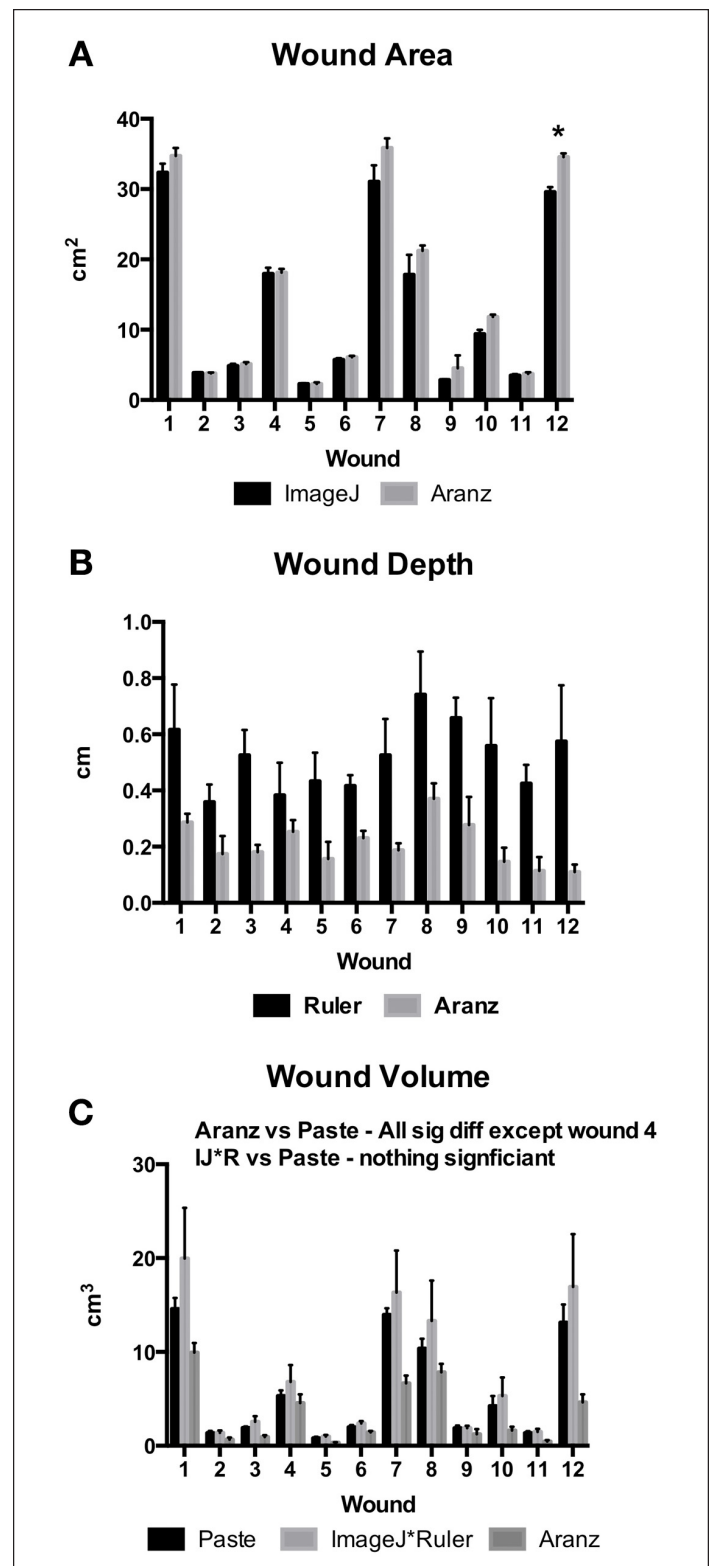 A
Wound Area
40
30
20
10
0
cm2
*
1 2 3 4 5 6 7 8 9 10 11 12
Wound
ImageJ Aranz
B
Wound Depth
1.0
0.8
0.6
0.4
0.2
0.0
cm
1 2 3 4 5 6 7 8 9 10 11 12
Wound
Ruler Aranz
Wound Volume
C
Aranz vs Paste - All sig diff except wound 4
IJ*R vs Paste - nothing signficiant
30
20
10
0
cm3
1 2 3 4 5 6 7 8 9 10 11 12
Wound
Paste ImageJ*Ruler Aranz